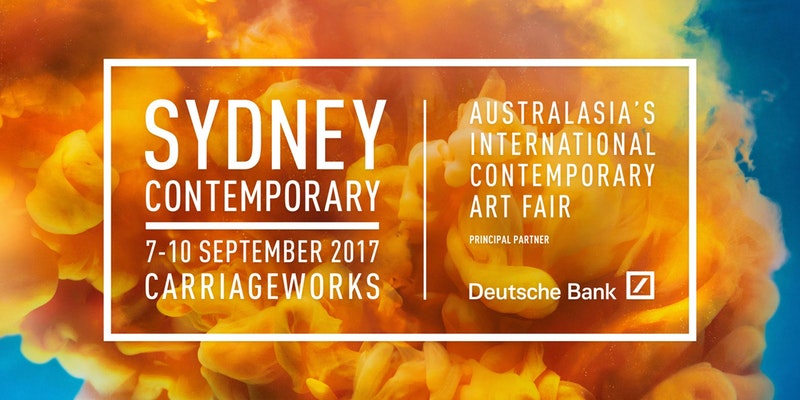 SYDNEY
CONTEMPORARY
7-10 SEPTEMBER 2017
CARRIAGEWORKS
AUSTRALASIA'S
INTERNATIONAL
CONTEMPORARY
ART FAIR
PRINCIPAL PARTNER
Deutsche Bank